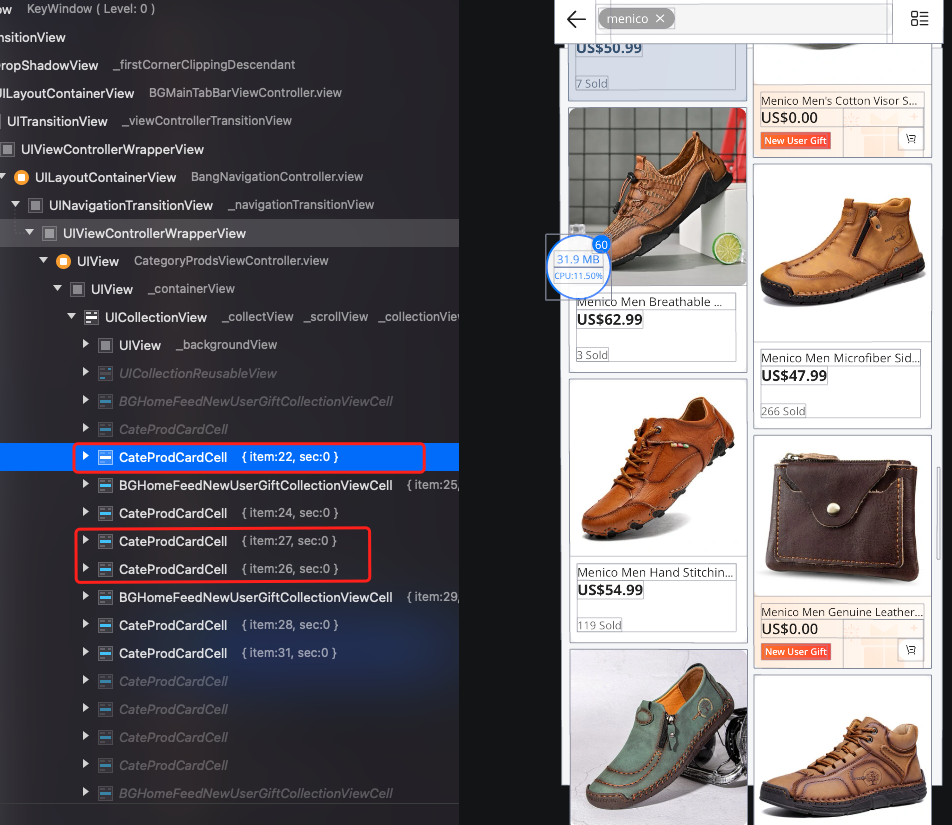 ow KeyWindow ( Level: 0 )
nsitionView
DropShadowView _firstCornerClippingDescendant
UILayoutContainerView BGMainTabBarViewController.view
UITransitionView _viewControllerTransitionView
UIViewControllerWrapperView
UILayoutContainerView BangNavigationController.view
UINavigationTransitionView _navigationTransitionView
UIViewControllerWrapperView
UIView CategoryProdsViewController.view
UIView _containerView
UICollectionView _collectView _scrollView _collectionView
UIView _backgroundView
UICollectionReusableView
BGHomeFeedNewUserGiftCollectionViewCell
CateProdCardCell
CateProdCardCell { item:22, sec:0 }
BGHomeFeedNewUserGiftCollectionViewCell { item:25,
CateProdCardCell { item:24, sec:0 }
CateProdCardCell { item:27, sec:0 }
CateProdCardCell { item:26, sec:0 }
BGHomeFeedNewUserGiftCollectionViewCell { item:29,
CateProdCardCell { item:28, sec:0 }
CateProdCardCell { item:31, sec:0 }
CateProdCardCell
CateProdCardCell
CateProdCardCell
CateProdCardCell
BGHomeFeedNewUserGiftCollectionViewCell
menico
US$50.99
7 Sold
Menico Men's Cotton Visor S...
US$0.00
New User Gift
60
31.9 MB
CPU:11.50%
Menico Men Breathable ...
US$62.99
3 Sold
Menico Men Microfiber Sid...
US$47.99
266 Sold
Menico Men Hand Stitchin...
US$54.99
119 Sold
Menico Men Genuine Leather...
US$0.00
New User Gift